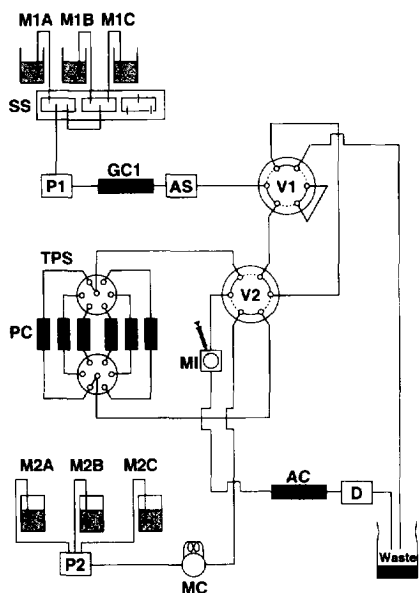 M1A M1B M1C
SS
P1 GC1 AS V1
TPS
V2
PC
MI
M2A M2B M2C
AC
D
P2
MC
Waste